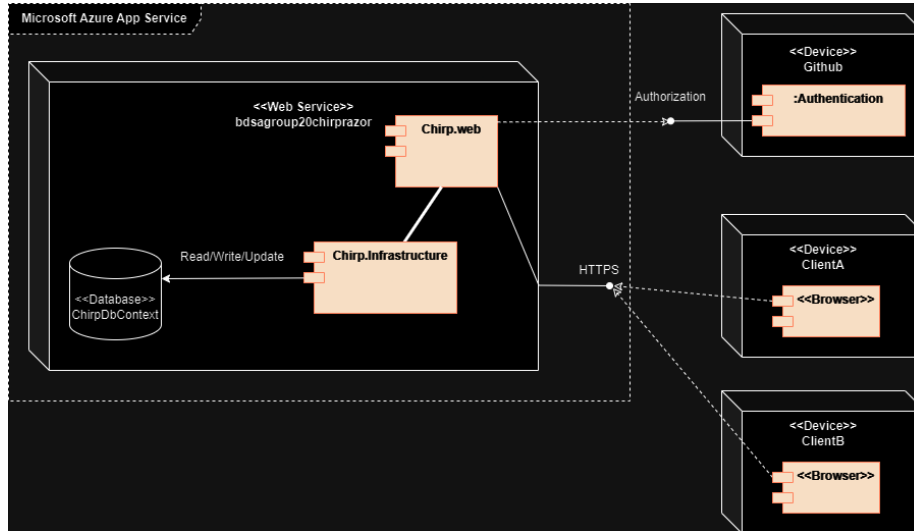 Microsoft Azure App Service
<<Web Service>>
bdsagroup20chirprazor
Chirp.web
Chirp.Infrastructure
Read/Write/Update
<<Database>>
ChirpDbContext
Authorization
HTTPS
<<Device>>
Github
:Authentication
<<Device>>
ClientA
<<Browser>>
<<Device>>
ClientB
<<Browser>>